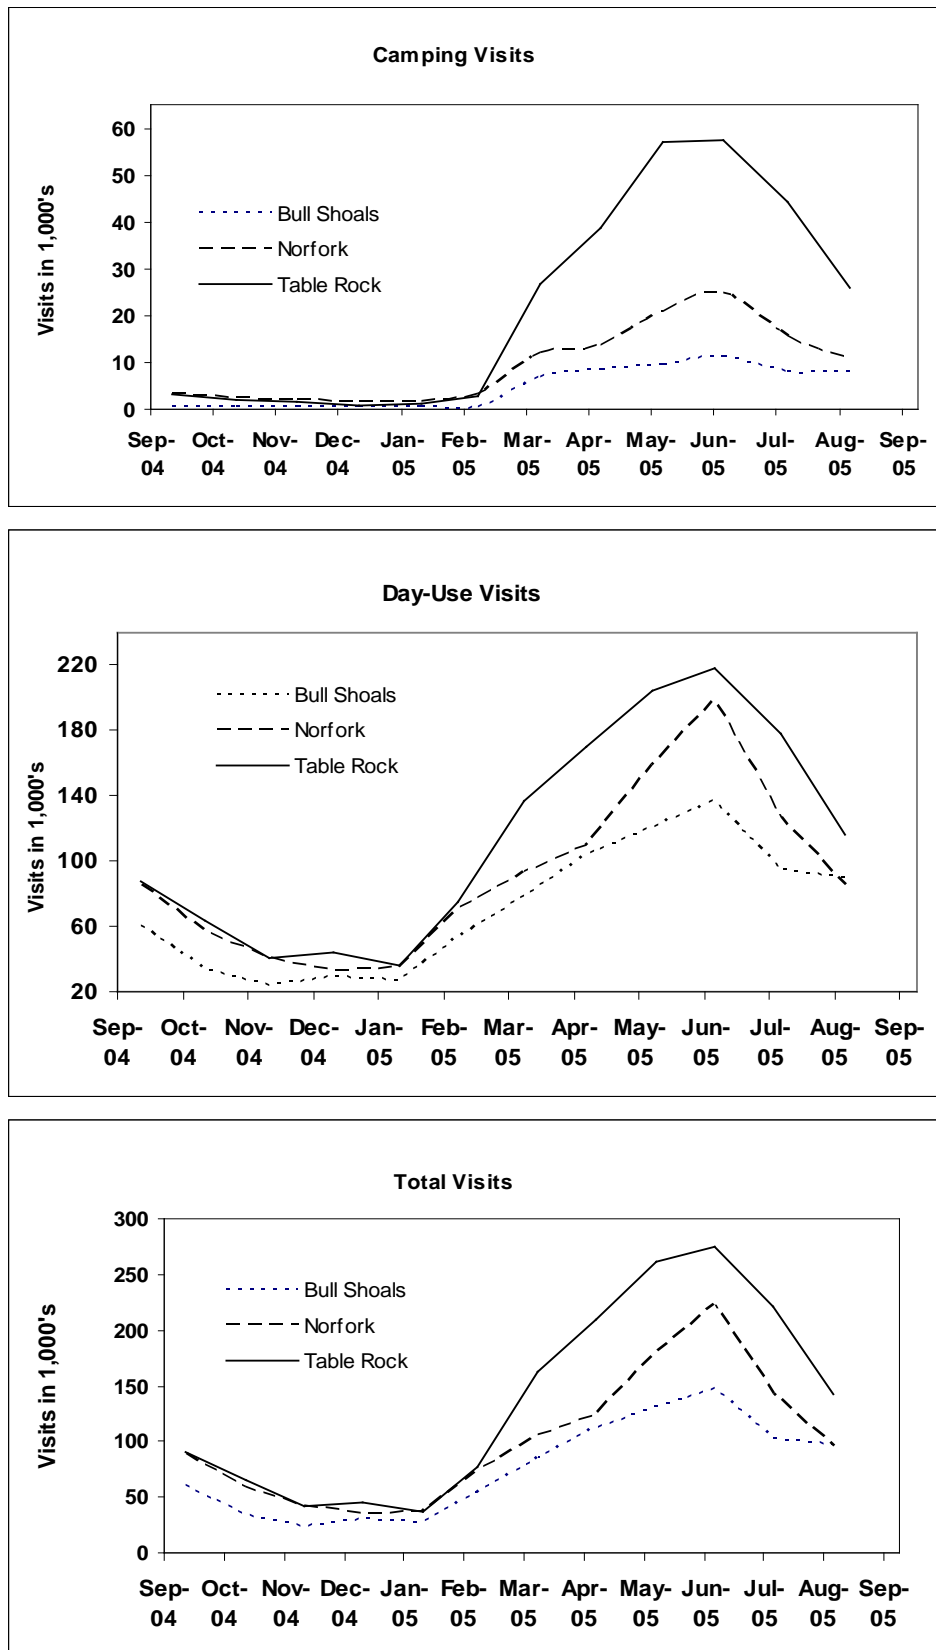 Camping Visits
Visits in 1,000's
60
50
40
30
20
10
0
Bull Shoals
Norfork
Table Rock
Sep- Oct- Nov- Dec- Jan- Feb- Mar- Apr- May- Jun- Jul- Aug- Sep-
04 04 04 04 05 05 05 05 05 05 05 05 05
Day-Use Visits
Visits in 1,000's
220
180
140
100
60
20
Bull Shoals
Norfork
Table Rock
Sep- Oct- Nov- Dec- Jan- Feb- Mar- Apr- May- Jun- Jul- Aug- Sep-
04 04 04 04 05 05 05 05 05 05 05 05 05
Total Visits
Visits in 1,000's
300
250
200
150
100
50
0
Bull Shoals
Norfork
Table Rock
Sep- Oct- Nov- Dec- Jan- Feb- Mar- Apr- May- Jun- Jul- Aug- Sep-
04 04 04 04 05 05 05 05 05 05 05 05 05